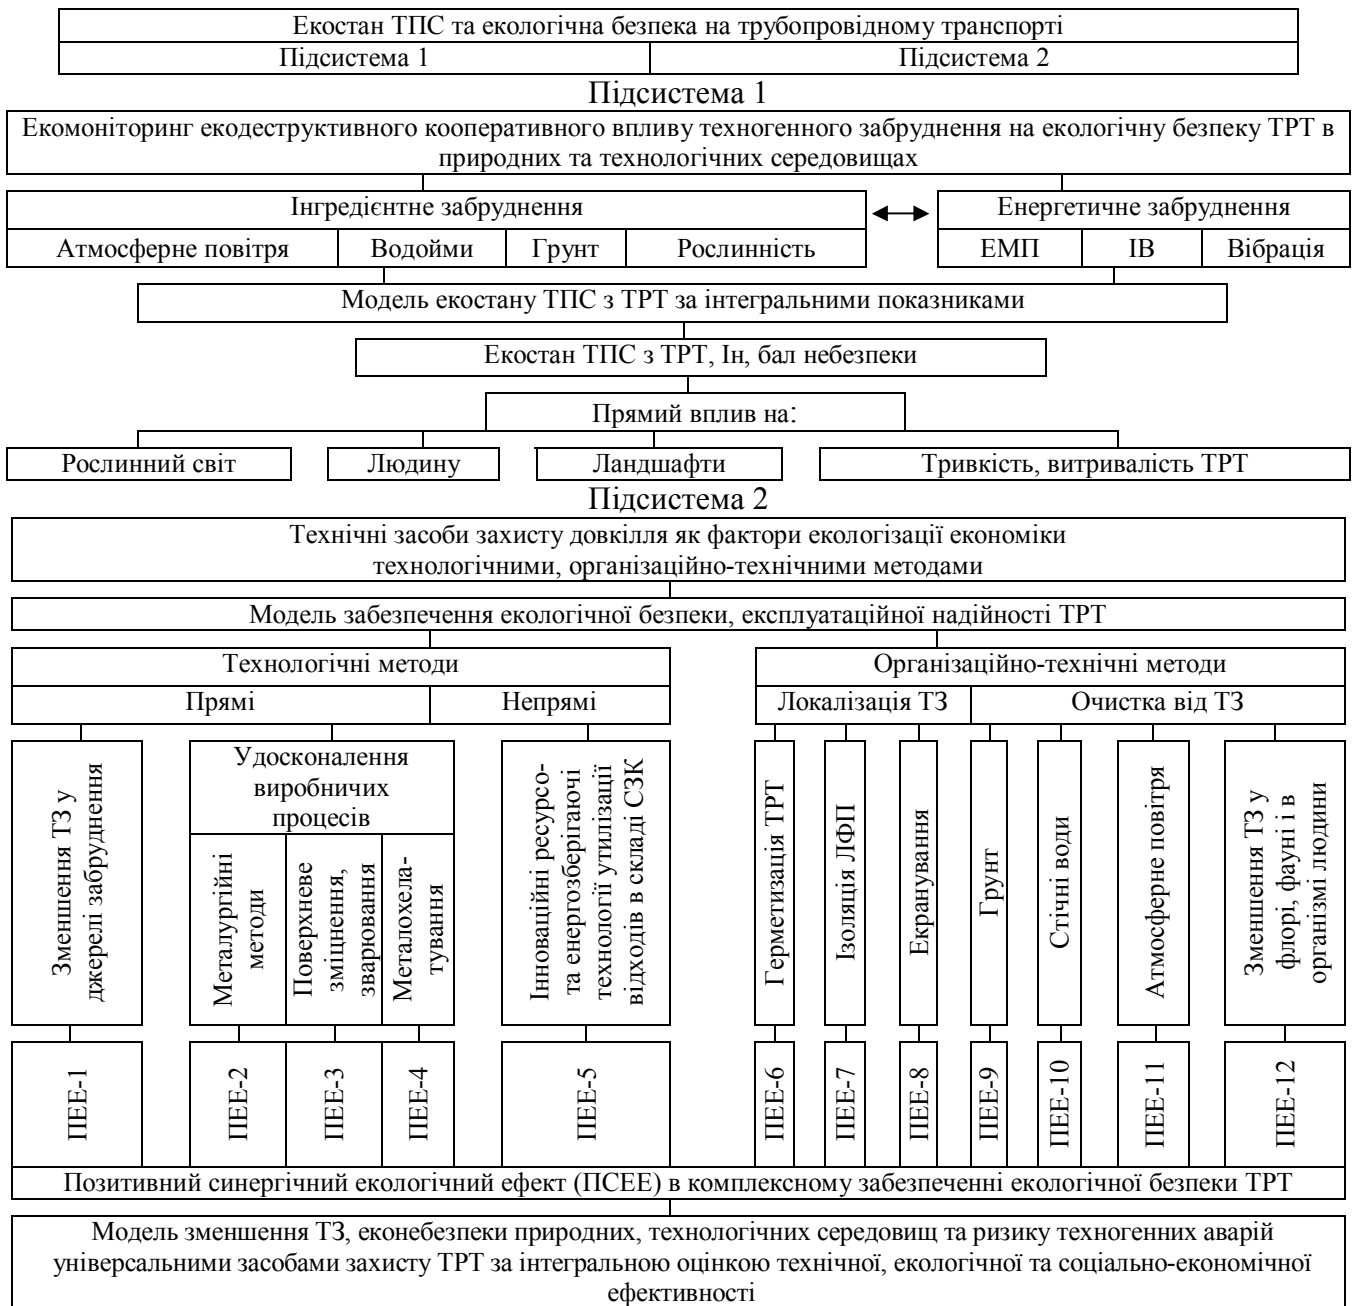 Екостан ТПС та екологічна безпека на трубопровідному транспорті
Підсистема 1
Підсистема 2
Підсистема 1
Екомоніторинг екодеструктивного кооперативного впливу техногенного забруднення на екологічну безпеку ТРТ в
природних та технологічних середовищах
Інгредієнтне забруднення
Енергетичне забруднення
Атмосферне повітря
Водойми
Грунт
Рослинність
ЕМП
ІВ
Вібрація
Модель екостану ТПС з ТРТ за інтегральними показниками
Екостан ТПС з ТРТ, Ін, бал небезпеки
Прямий вплив на:
Рослинний світ
Людину
Ландшафти
Тривкість, витривалість ТРТ
Підсистема 2
Технічні засоби захисту довкілля як фактори екологізації економіки
технологічними, організаційно-технічними методами
Модель забезпечення екологічної безпеки, експлуатаційної надійності ТРТ
Технологічні методи
Організаційно-технічні методи
Прямі
Непрямі
Локалізація ТЗ
Очистка від ТЗ
Зменшення ТЗ у
джерелі забруднення
Удосконалення
виробничих
процесів
Металургійні
методи
Поверхневе
зміцнення,
зварювання
Металохела-
тування
Інноваційні ресурсо-
та енергозберігаючі
технології утилізації
відходів в складі СЗК
Герметизація ТРТ
Ізоляція ЛФП
Екранування
Грунт
Стічні води
Атмосферне повітря
Зменшення ТЗ у
флорі, фауні і в
організмі людини
ПЕЕ-1
ПЕЕ-2
ПЕЕ-3
ПЕЕ-4
ПЕЕ-5
ПЕЕ-6
ПЕЕ-7
ПЕЕ-8
ПЕЕ-9
ПЕЕ-10
ПЕЕ-11
ПЕЕ-12
Позитивний синергічний екологічний ефект (ПСЕЕ) в комплексному забезпеченні екологічної безпеки ТРТ
Модель зменшення ТЗ, еконебезпеки природних, технологічних середовищ та ризику техногенних аварій
універсальними засобами захисту ТРТ за інтегральною оцінкою технічної, екологічної та соціально-економічної
ефективності